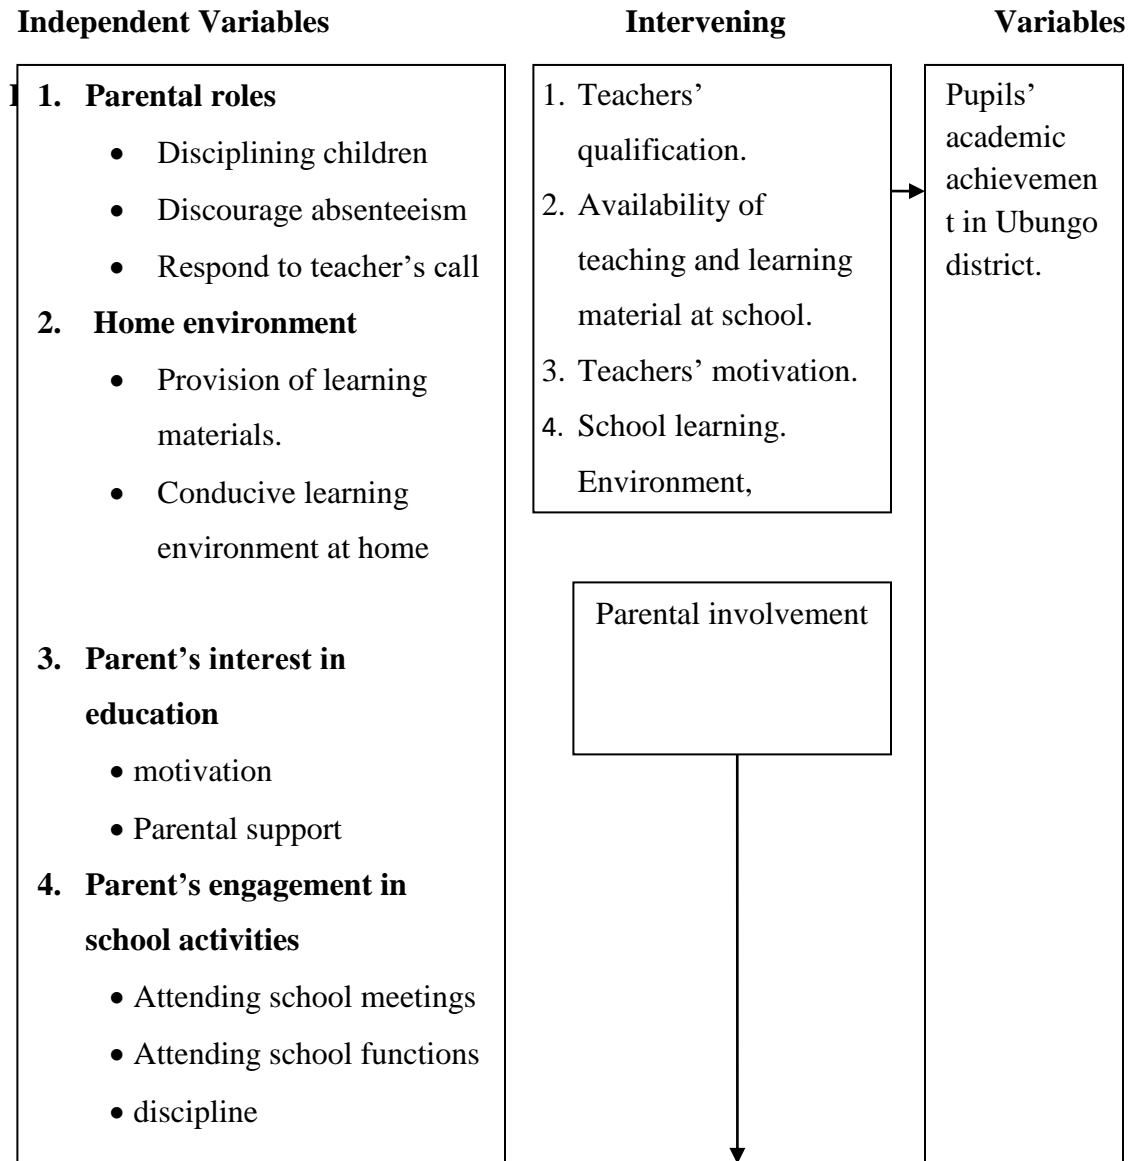 Independent Variables Intervening Variables
1. Parental roles
• Disciplining children
• Discourage absenteeism
• Respond to teacher’s call
2. Home environment
• Provision of learning
materials.
• Conducive learning
environment at home
3. Parent’s interest in
education
• motivation
• Parental support
4. Parent’s engagement in
school activities
• Attending school meetings
• Attending school functions
• discipline
1. Teachers’
qualification.
2. Availability of
teaching and learning
material at school.
3. Teachers’ motivation.
4. School learning.
Environment,
Parental involvement
Pupils’
academic
achievemen
t in Ubungo
district.